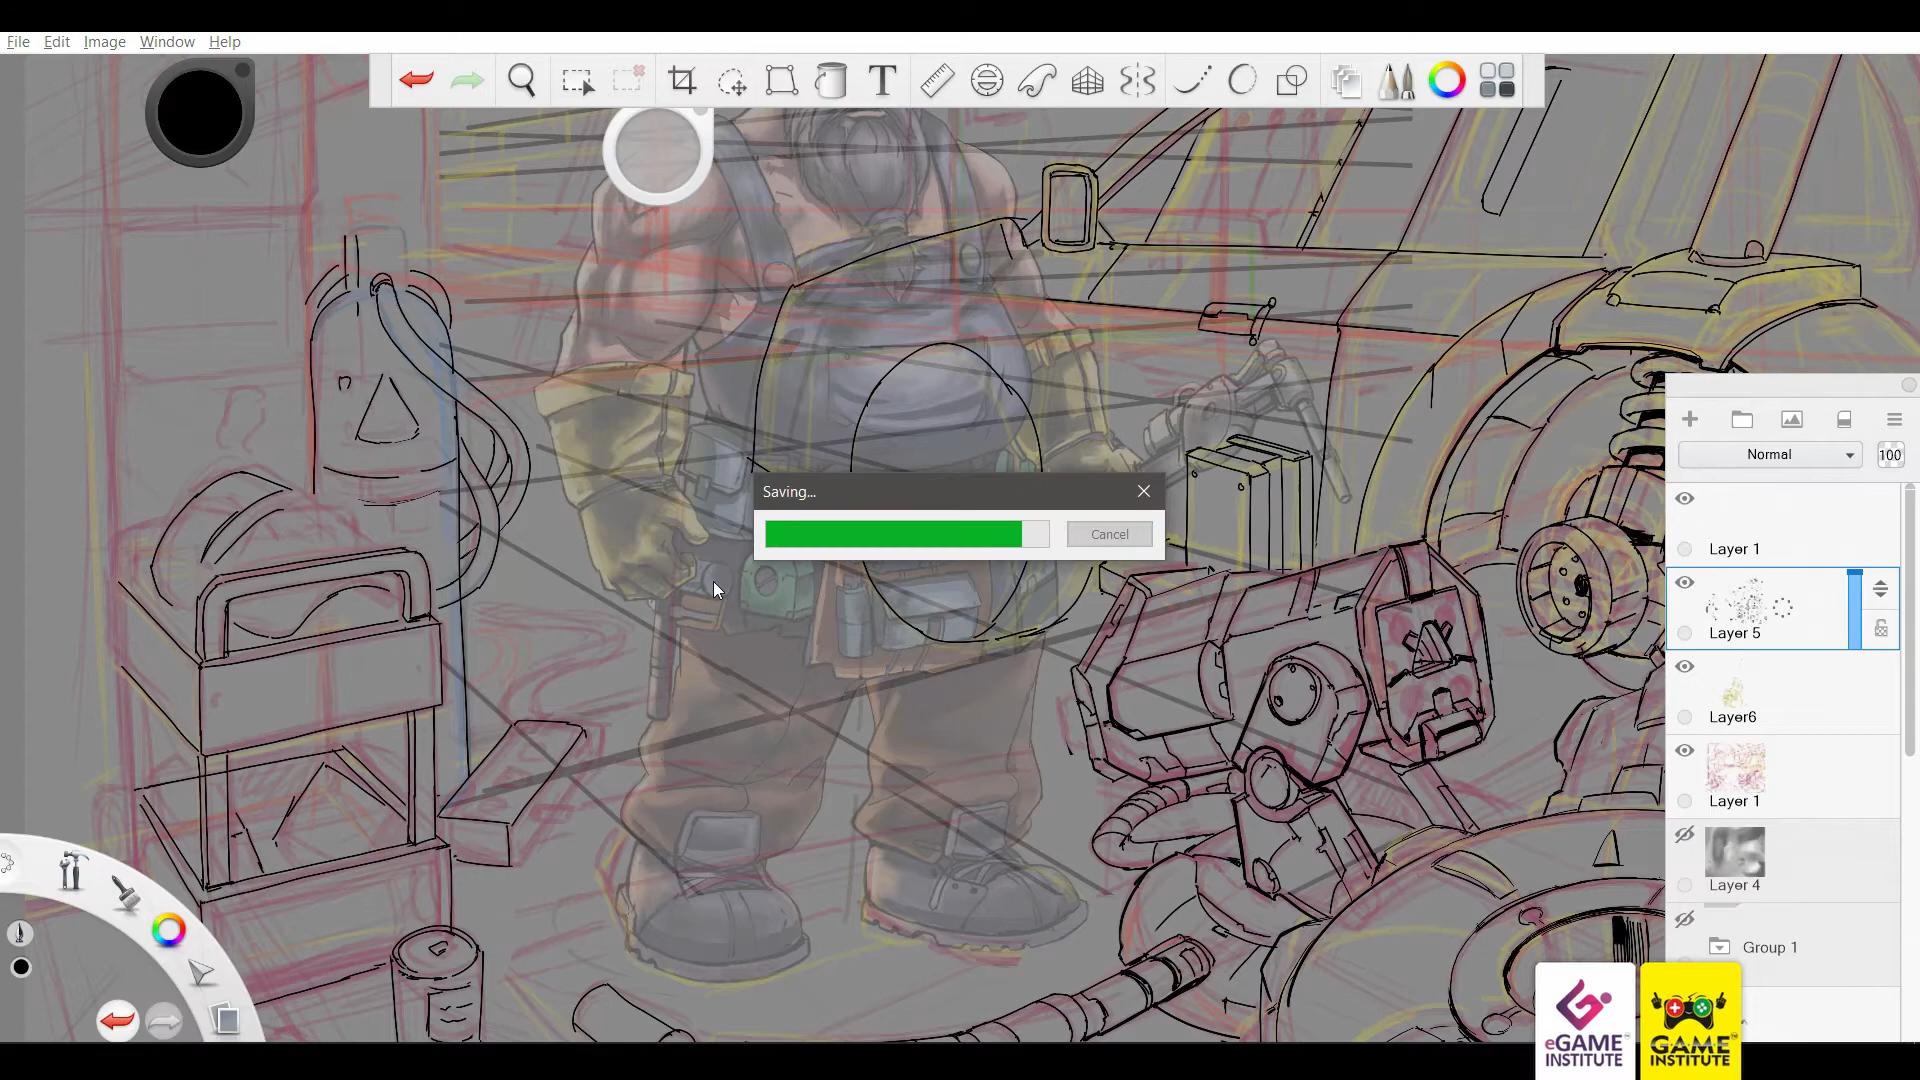 File Edit Image Window Help
T
Saving...
Cancel
Normal
100
Layer 1
Layer 5
Layer6
Layer 1
Layer 4
Group 1
eGAME
INSTITUTE
GAME
INSTITUTE